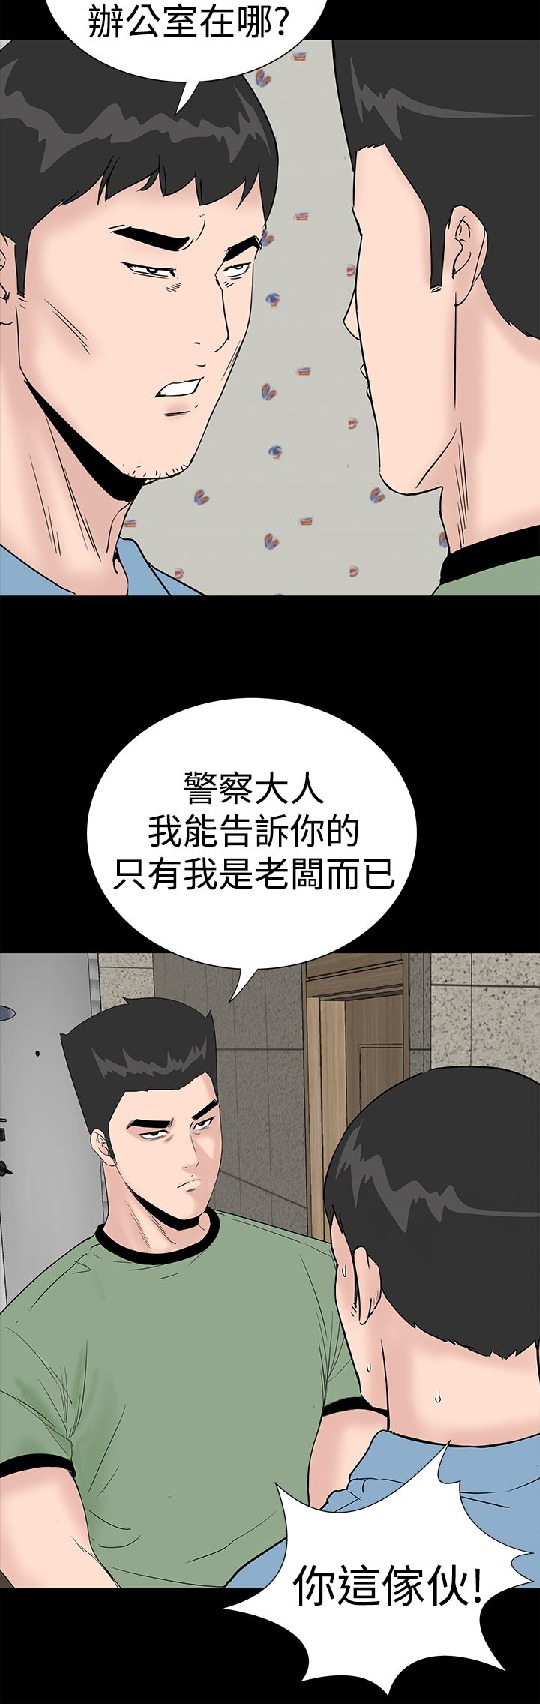 辦公室在哪?
警察大人
我能告訴你的
只有我是老闆而已
你這傢伙!